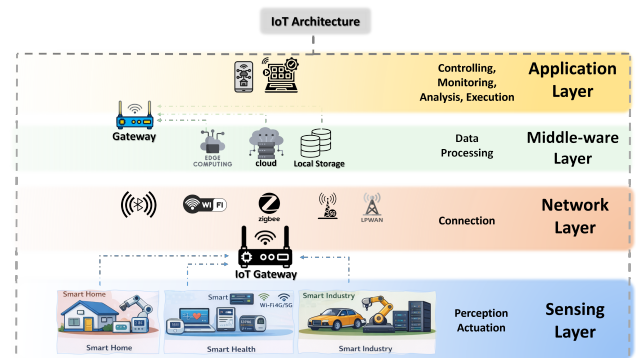 IoT Architecture
Controlling,
Monitoring,
Analysis, Execution
Application
Layer
Gateway
EDGE
COMPUTING
cloud
Local Storage
Data
Processing
Middle-ware
Layer
WI FI
zigbee
5G
LPWAN
Connection
Network
Layer
IoT Gateway
Smart Home
Smart
Wi-Fi 4G/5G
Smart Industry
Smart Home
Smart Health
Smart Industry
Perception
Actuation
Sensing
Layer